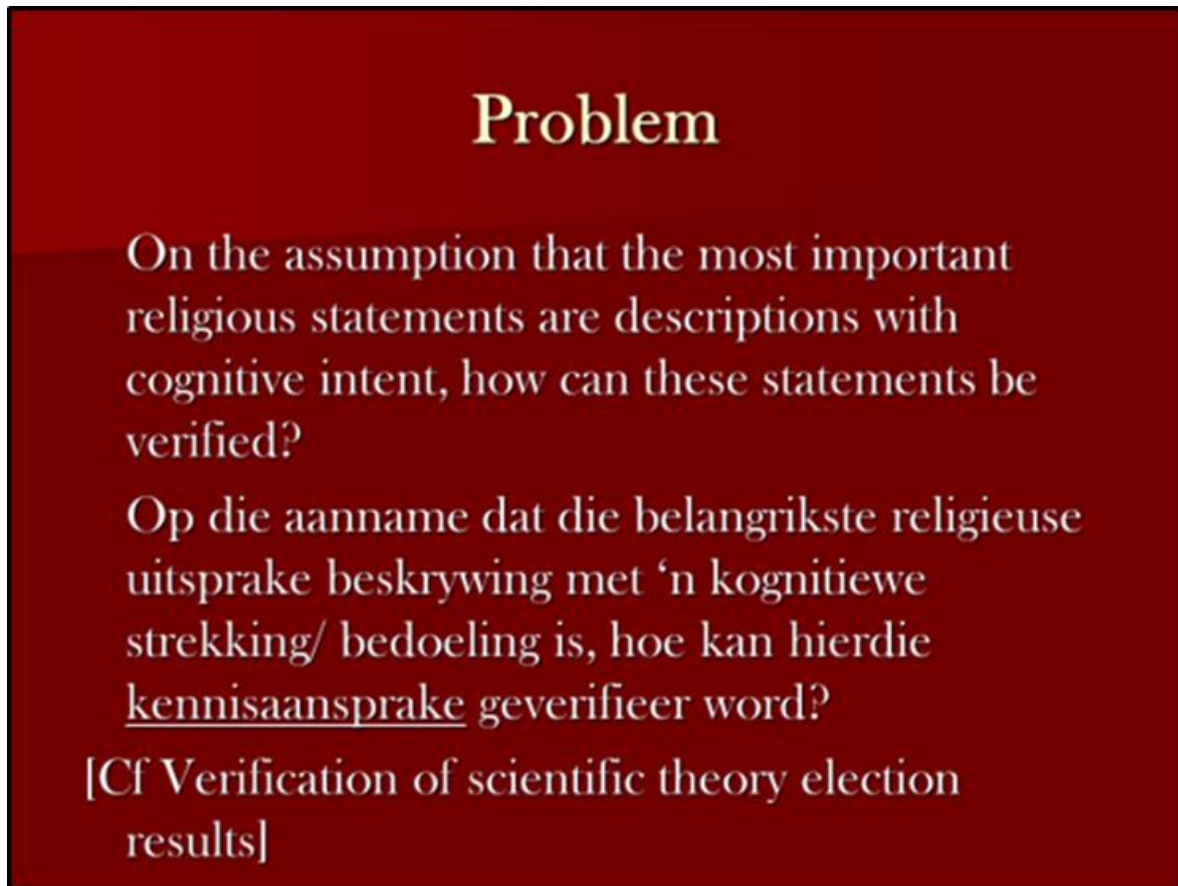 Problem
On the assumption that the most important
religious statements are descriptions with
cognitive intent, how can these statements be
verified?
Op die aanname dat die belangrikste religieuse
uitsprake beskrywing met ‘n kognitiewe
strekking/ bedoeling is, hoe kan hierdie
kennisaansprake geverifieer word?
[Cf Verification of scientific theory election
results]